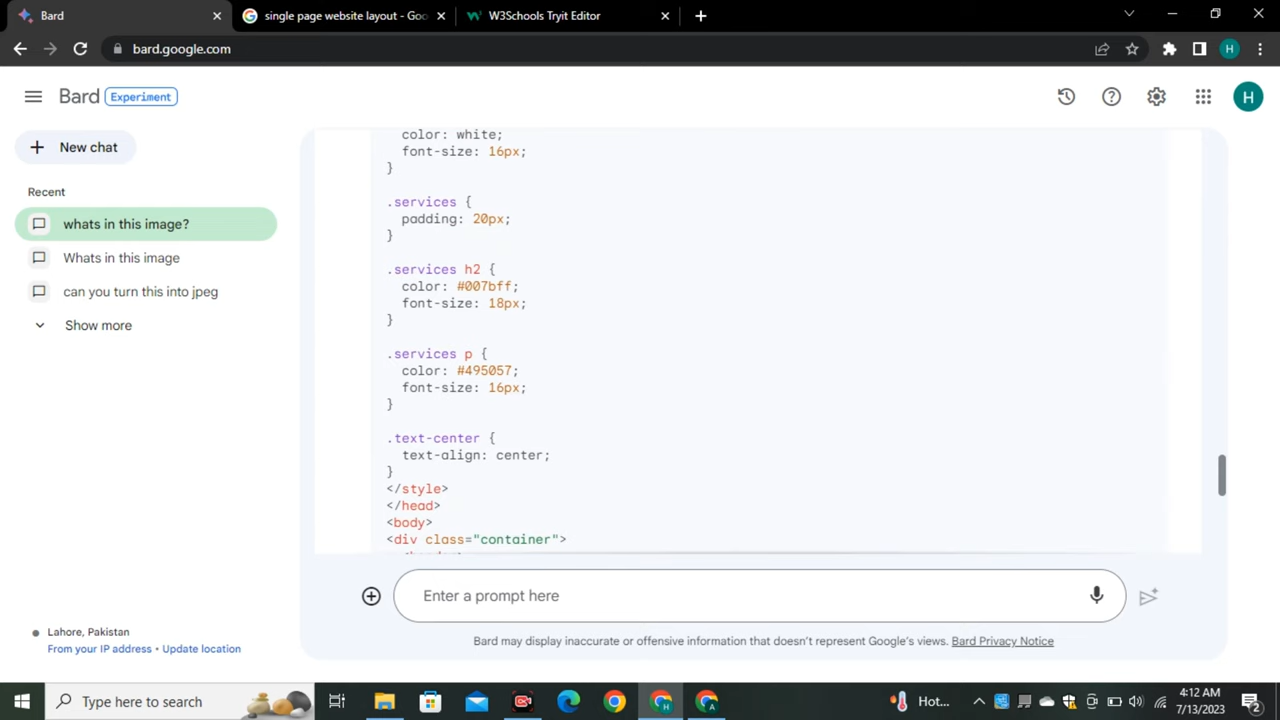 Bard
single page website layout - Goo
W3Schools Tryit Editor
bard.google.com
H
Bard Experiment
H
New chat
Recent
whats in this image?
Whats in this image
can you turn this into jpeg
Show more
color: white;
font-size: 16px;
}
.services {
padding: 20px;
}
.services h2 {
color: #007bff;
font-size: 18px;
}
.services p {
color: #495057;
font-size: 16px;
}
.text-center {
text-align: center;
}
</style>
</head>
<body>
<div class="container">
Enter a prompt here
Bard may display inaccurate or offensive information that doesn't represent Google's views. Bard Privacy Notice
Lahore, Pakistan
From your IP address • Update location
Type here to search
Hot...
4:12 AM
7/13/2023
2